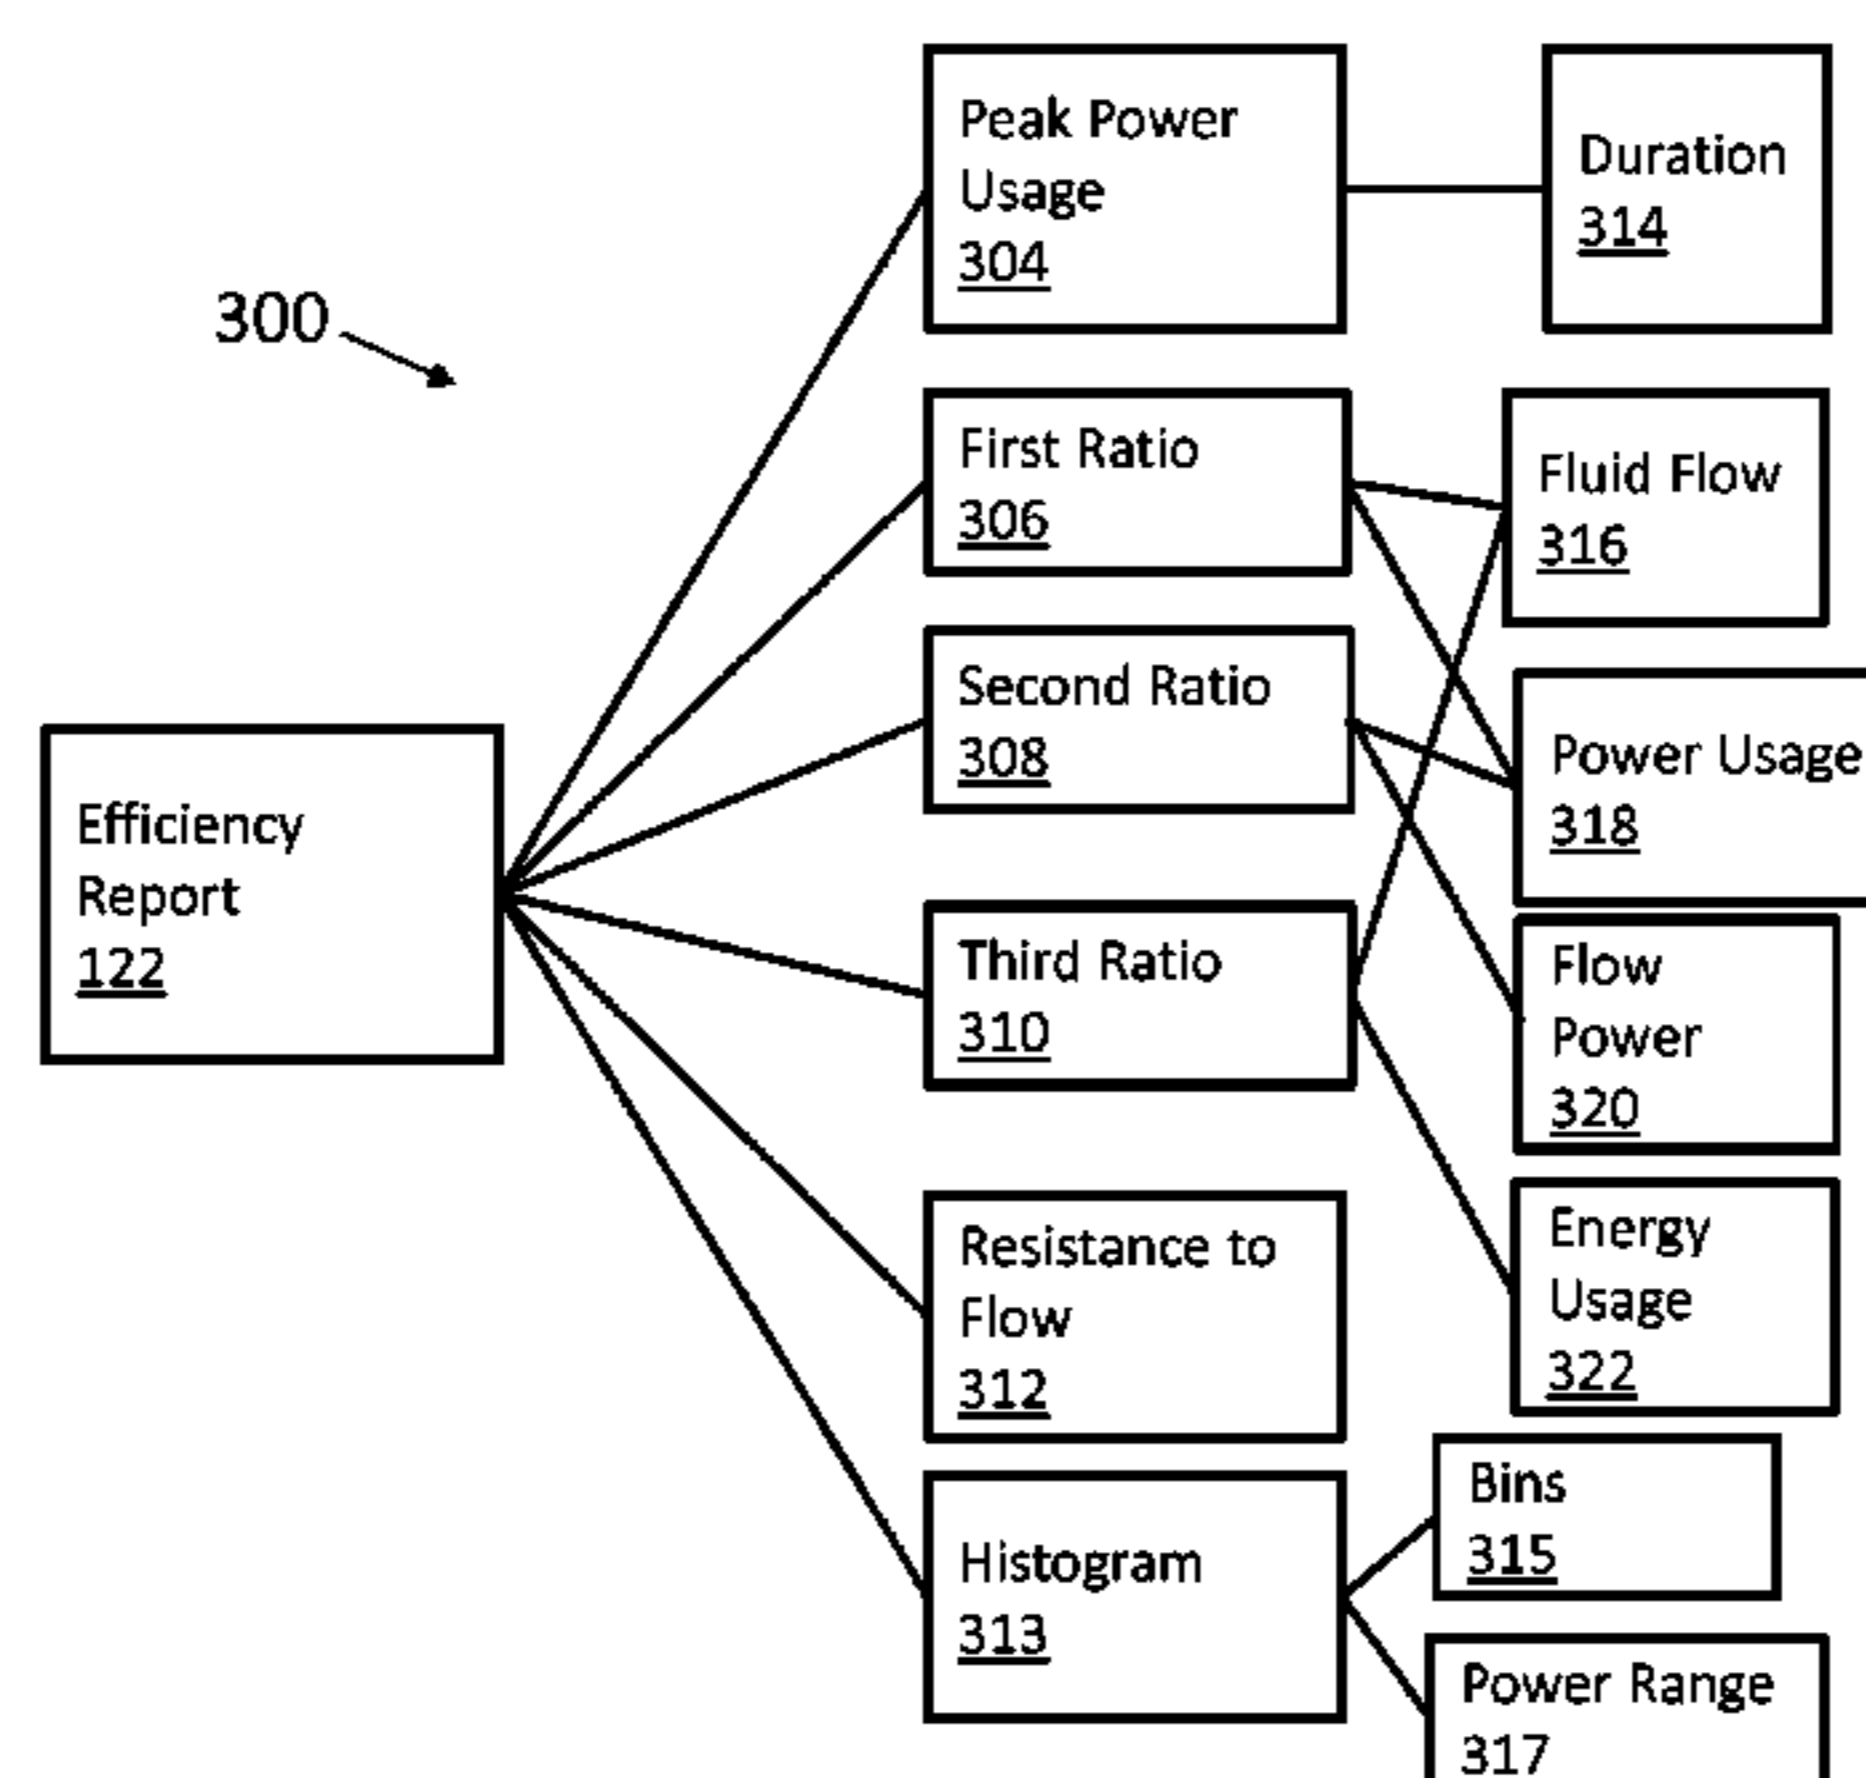 300
Efficiency
Report
122
Peak Power
Usage
304
First Ratio
306
Second Ratio
308
Third Ratio
310
Resistance to
Flow
312
Histogram
313
Duration
314
Fluid Flow
316
Power Usage
318
Flow
Power
320
Energy
Usage
322
Bins
315
Power Range
317